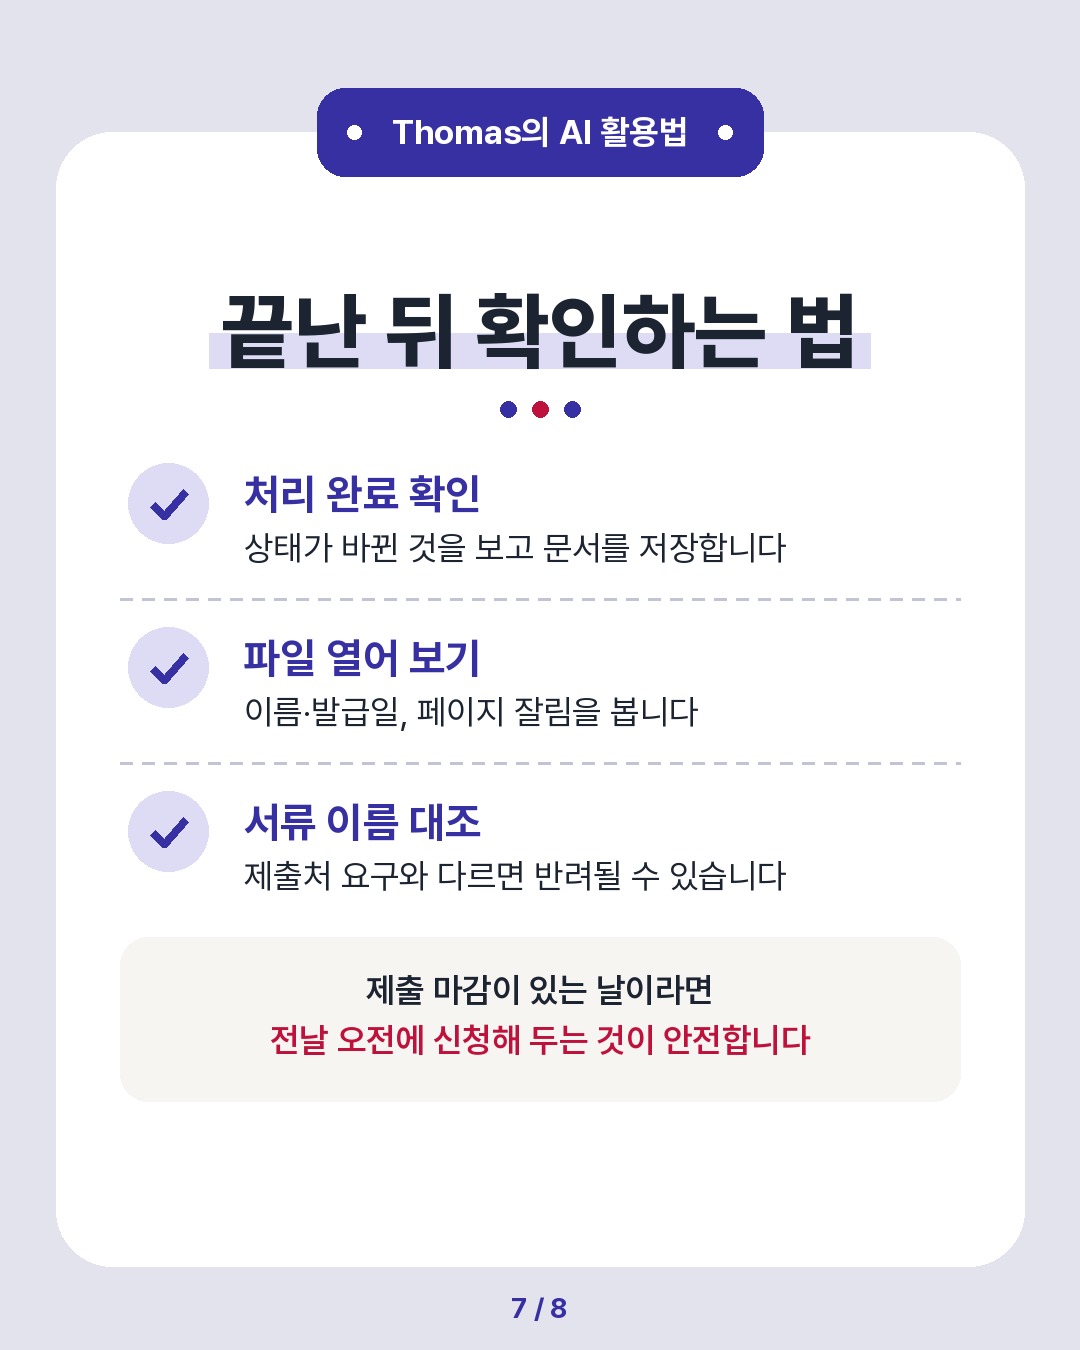 Thomas의 AI 활용법
끝난 뒤 확인하는 법
처리 완료 확인
상태가 바뀐 것을 보고 문서를 저장합니다
파일 열어 보기
이름·발급일, 페이지 잘림을 봅니다
서류 이름 대조
제출처 요구와 다르면 반려될 수 있습니다
제출 마감이 있는 날이라면
전날 오전에 신청해 두는 것이 안전합니다
7 / 8